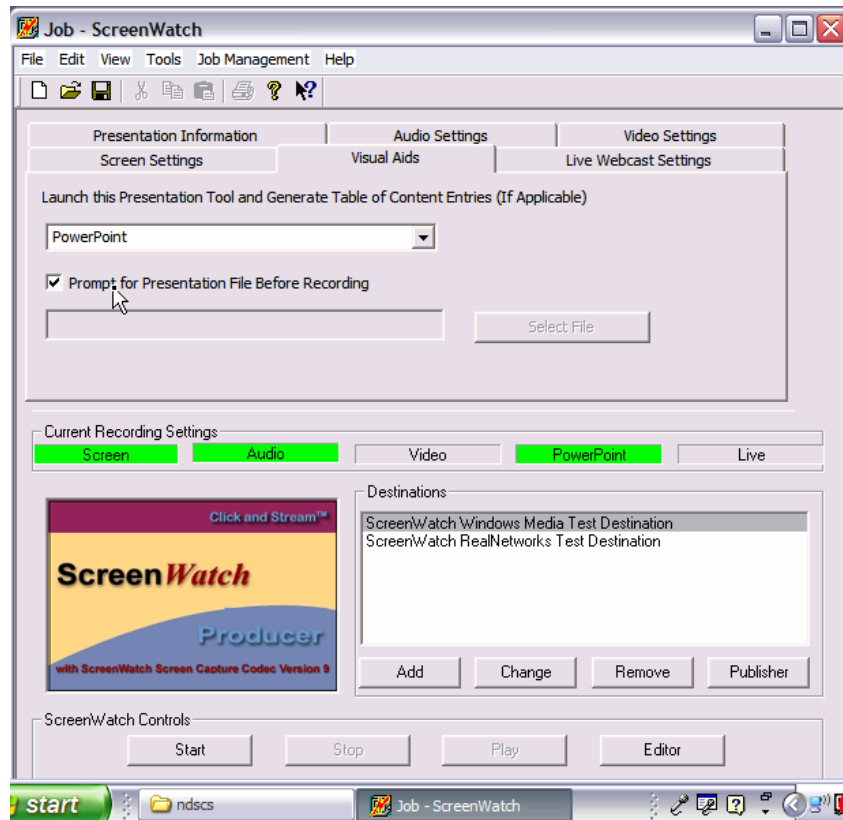 Job - ScreenWatch
File Edit View Tools Job Management Help
Presentation Information Audio Settings Video Settings
Screen Settings Visual Aids Live Webcast Settings
Launch this Presentation Tool and Generate Table of Content Entries (If Applicable)
PowerPoint
Prompt for Presentation File Before Recording
Select File
Current Recording Settings
Screen Audio Video PowerPoint Live
Click and Stream™
ScreenWatch
Producer
with ScreenWatch Screen Capture Codec Version 9
Destinations
ScreenWatch Windows Media Test Destination
ScreenWatch RealNetworks Test Destination
Add Change Remove Publisher
ScreenWatch Controls
Start Stop Play Editor
start ndscs Job - ScreenWatch